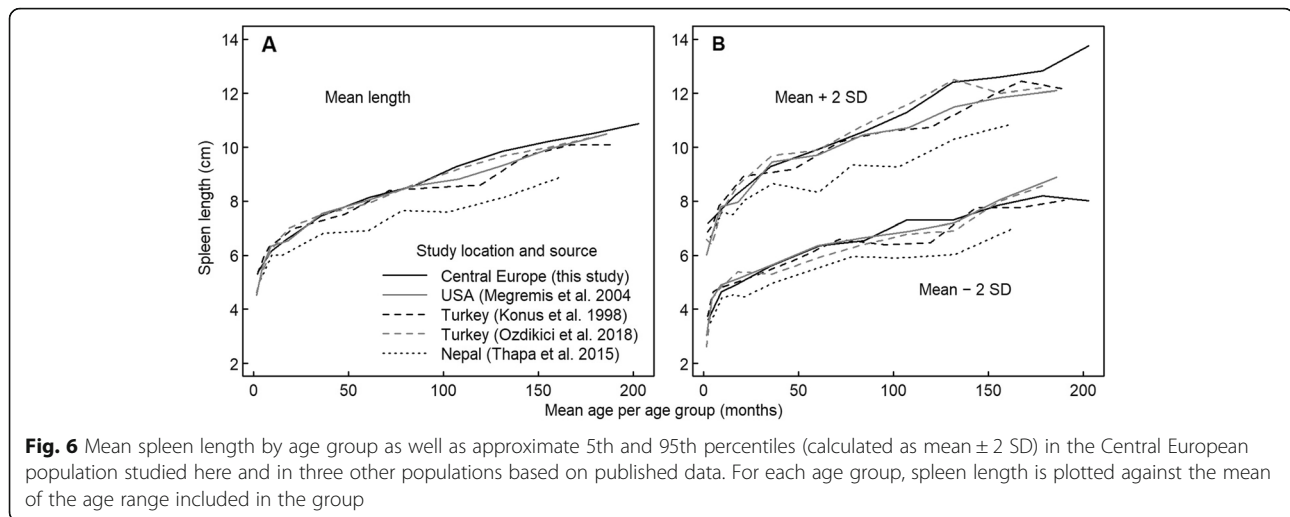 A
B
14
12
10
8
6
4
2
Spleen length (cm)
Mean length
Study location and source
Central Europe (this study)
USA (Megremis et al. 2004
Turkey (Konus et al. 1998)
Turkey (Ozdikici et al. 2018)
Nepal (Thapa et al. 2015)
0 50 100 150 200
14
12
10
8
6
4
2
Mean + 2 SD
Mean − 2 SD
0 50 100 150 200
Mean age per age group (months)
Fig. 6 Mean spleen length by age group as well as approximate 5th and 95th percentiles (calculated as mean ± 2 SD) in the Central European
population studied here and in three other populations based on published data. For each age group, spleen length is plotted against the mean
of the age range included in the group